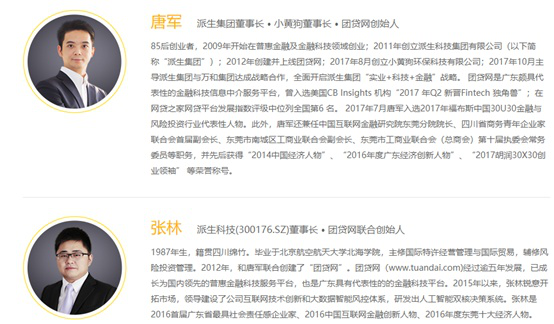 唐军 派生集团董事长 • 小黄狗董事长 • 团贷网创始人
85后创业者，2009年开始在普惠金融及金融科技领域创业；2011年创立派生科技集团有限公司（以下简
称“派生集团”）；2012年创建并上线团贷网；2017年8月创立小黄狗环保科技有限公司；2017年10月主
导派生集团与万和集团达成战略合作，全面开启派生集团“实业+科技+金融”战略。 团贷网是广东颇具代
表性的金融科技信息中介服务平台，曾入选美国CB Insights 机构“2017 年Q2 新晋Fintech 独角兽”；在
网贷之家网贷平台发展指数评级中位列全国第6 名。 2017年7月唐军入选2017年福布斯中国30U30金融与
风险投资行业代表性人物。此外，唐军还兼任中国互联网金融研究院东莞分院院长、四川省商务青年企业家
联合会首届副会长、东莞市南城区工商业联合会副会长、东莞市工商业联合会（总商会）第十届执委会常务
委员等职务，并先后获得“2014中国经济人物”、“2016年度广东经济创新人物”、“2017胡润30X30创
业领袖” 等荣誉称号。
张林 派生科技(300176.SZ)董事长 • 团贷网联合创始人
1987年生，籍贯四川绵竹。毕业于北京航空航天大学北海学院，主修国际特许经营管理与国际贸易，辅修风
险投资管理。2012年，和唐军联合创建了“团贷网”。团贷网（www.tuandai.com)经过逾五年发展，已成
长为国内领先的普惠金融科技服务平台，也是广东具有代表性的的金融科技平台。2015年以来，张林锐意开
拓市场，领导建设了公司互联网技术创新和大数据智能风控体系，研发出人工智能双核决策系统。张林是
2016首届广东省最具社会责任感企业家、2016中国互联网金融创新人物、2016年度东莞十大经济人物。